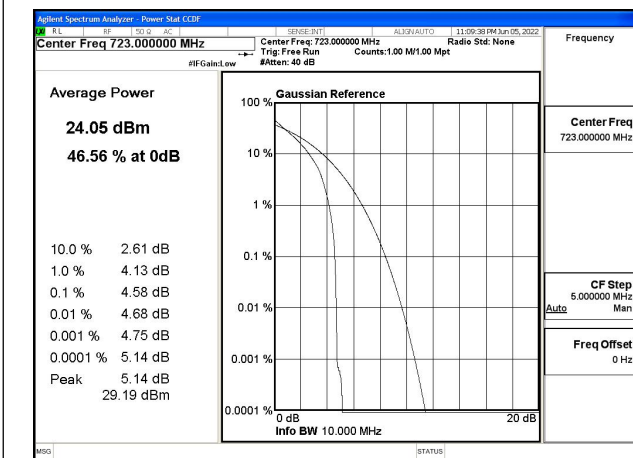 Agilent Spectrum Analyzer - Power Stat CCDF
RL RF 50 Ω AC SENSE:INT ALIGN AUTO 11:09:38 PM Jun 05, 2022
Center Freq 723.000000 MHz
Center Freq: 723.000000 MHz Radio Std: None
Trig: Free Run Counts:1.00 M/1.00 Mpt
#IFGain:Low #Atten: 40 dB
Frequency
Average Power
24.05 dBm
46.56 % at 0dB
10.0 % 2.61 dB
1.0 % 4.13 dB
0.1 % 4.58 dB
0.01 % 4.68 dB
0.001 % 4.75 dB
0.0001 % 5.14 dB
Peak 5.14 dB
29.19 dBm
Gaussian Reference
100 %
10 %
1 %
0.1 %
0.01 %
0.001 %
0.0001 %
0 dB 20 dB
Info BW 10.000 MHz
Center Freq
723.000000 MHz
CF Step
5.000000 MHz
Auto Man
Freq Offset
0 Hz
MSG STATUS